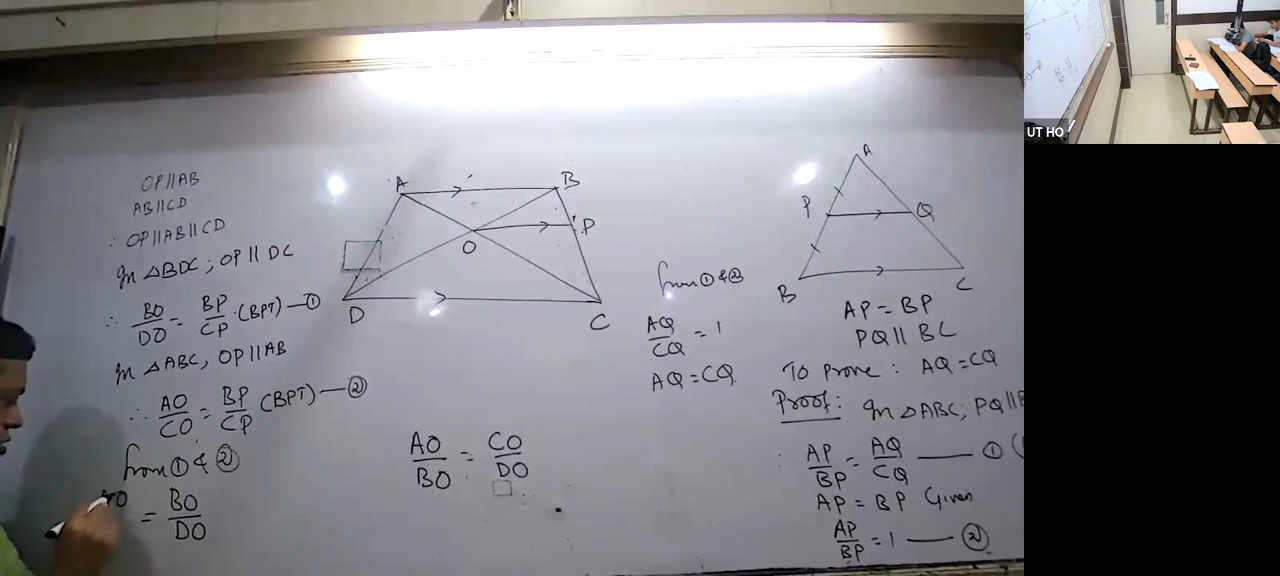 OP||AB
AB||CD
∴ OP||AB||CD
In △BDC; OP || DC
∴ BO/DO = BP/CP (BPT) — ①
In △ABC, OP||AB
∴ AO/CO = BP/CP (BPT) — ②
from ① & ②
AO = BO/DO
A B
O P
D C
AO/BO = CO/DO
from ① & ②
AQ/CQ = 1
AQ = CQ
A
P Q
B C
AP = BP
PQ || BC
To prove : AQ = CQ
Proof: In △ABC; PQ||B
∴ AP/BP = AQ/CQ — ① (
AP = BP Given
AP/BP = 1 — ②
UT HO